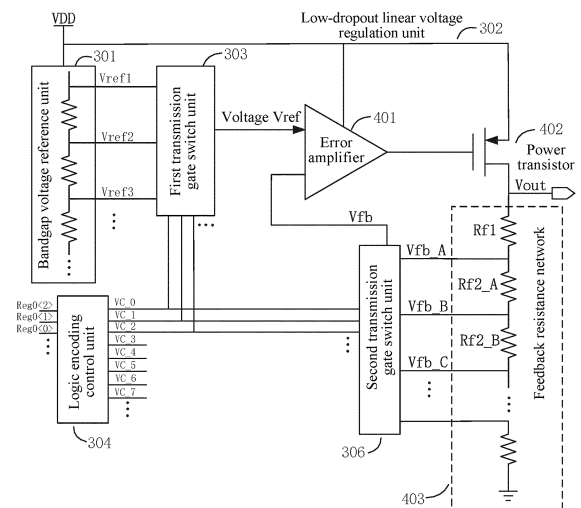 VDD
Low-dropout linear voltage
regulation unit
302
301
303
Bandgap voltage reference unit
Vref1
Vref2
Vref3
First transmission
gate switch unit
Voltage Vref
401
Error
amplifier
402
Power
transistor
Vout
Vfb
Rf1
Vfb_A
Rf2_A
Vfb_B
Rf2_B
Vfb_C
Second transmission
gate switch unit
Feedback resistance network
Reg0<2>
Reg0<1>
Reg0<0>
Logic encoding
control unit
VC_0
VC_1
VC_2
VC_3
VC_4
VC_5
VC_6
VC_7
304
306
403